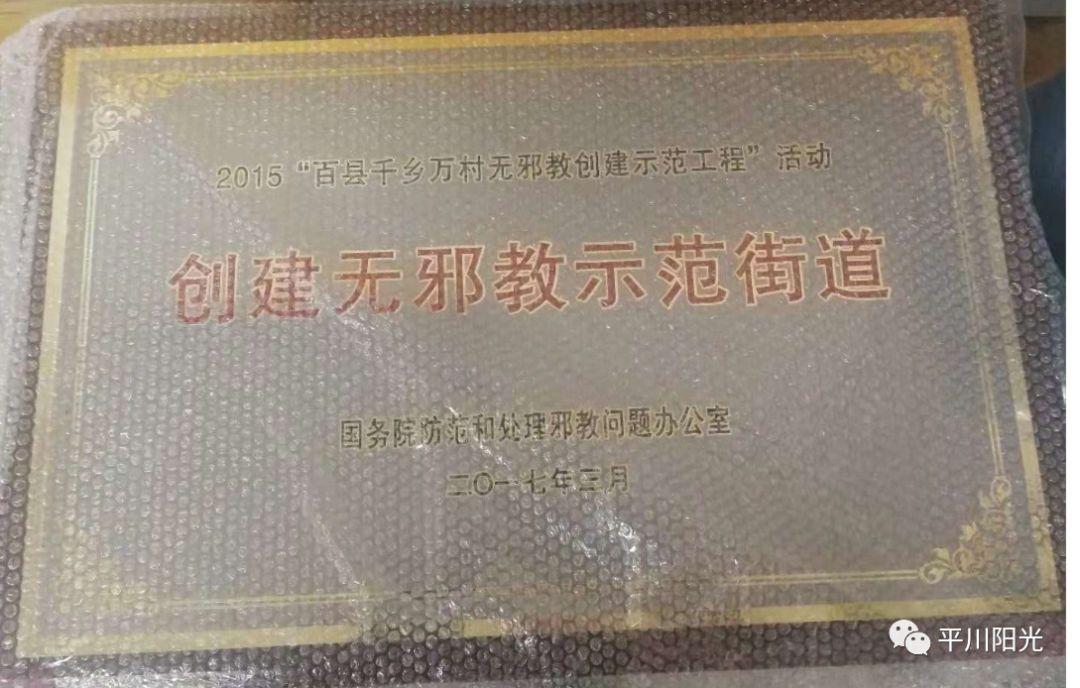 2015“百县千乡万村无邪教创建示范工程”活动
创建无邪教示范街道
国务院防范和处理邪教问题办公室
二〇一七年三月
平川阳光